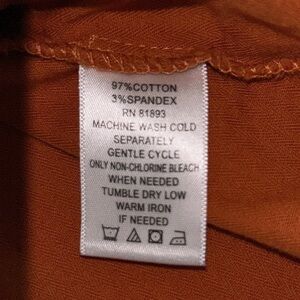 97%COTTON
3%SPANDEX
RN 81893
MACHINE WASH COLD
SEPARATELY
GENTLE CYCLE
ONLY NON-CHLORINE BLEACH
WHEN NEEDED
TUMBLE DRY LOW
WARM IRON
IF NEEDED